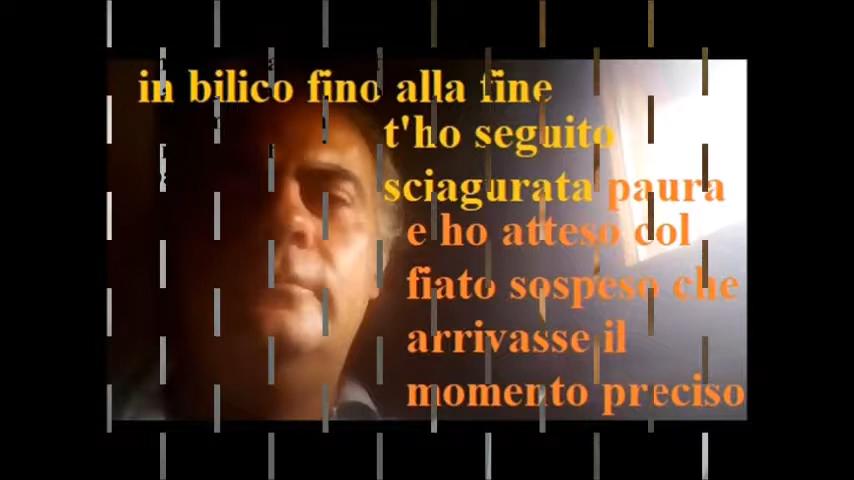 in bilico fino alla fine
t'ho seguito
sciagurata paura
e ho atteso col
fiato sospeso che
arrivasse il
momento preciso